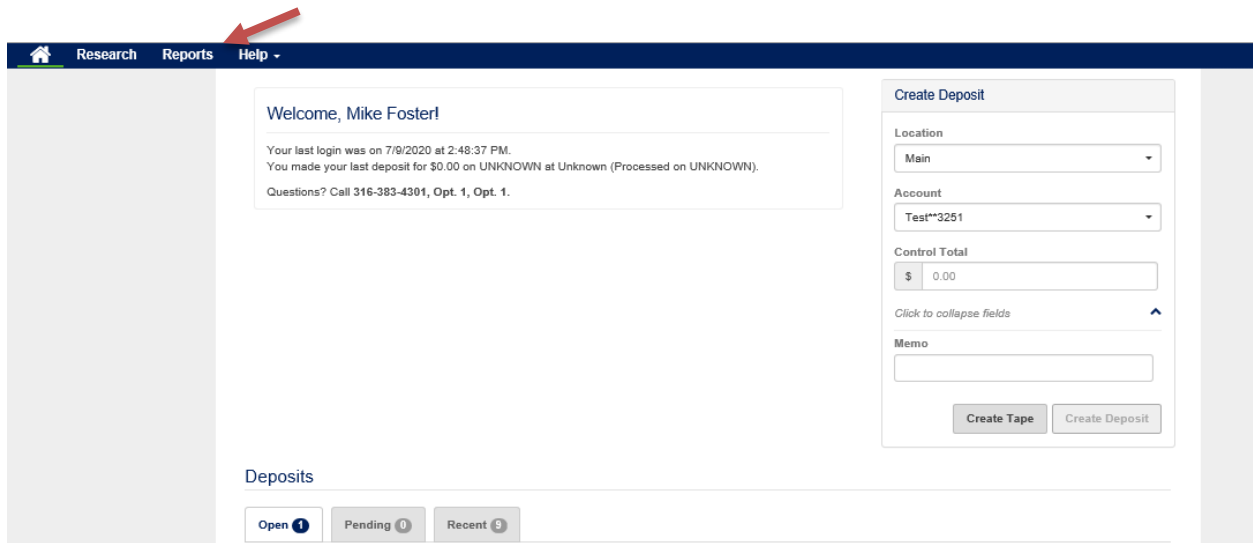 Research Reports Help
Welcome, Mike Foster!
Your last login was on 7/9/2020 at 2:48:37 PM.
You made your last deposit for $0.00 on UNKNOWN at Unknown (Processed on UNKNOWN).
Questions? Call 316-383-4301, Opt. 1, Opt. 1.
Create Deposit
Location
Main
Account
Test**3251
Control Total
$ 0.00
Click to collapse fields
Memo
Create Tape Create Deposit
Deposits
Open 1 Pending 0 Recent 9